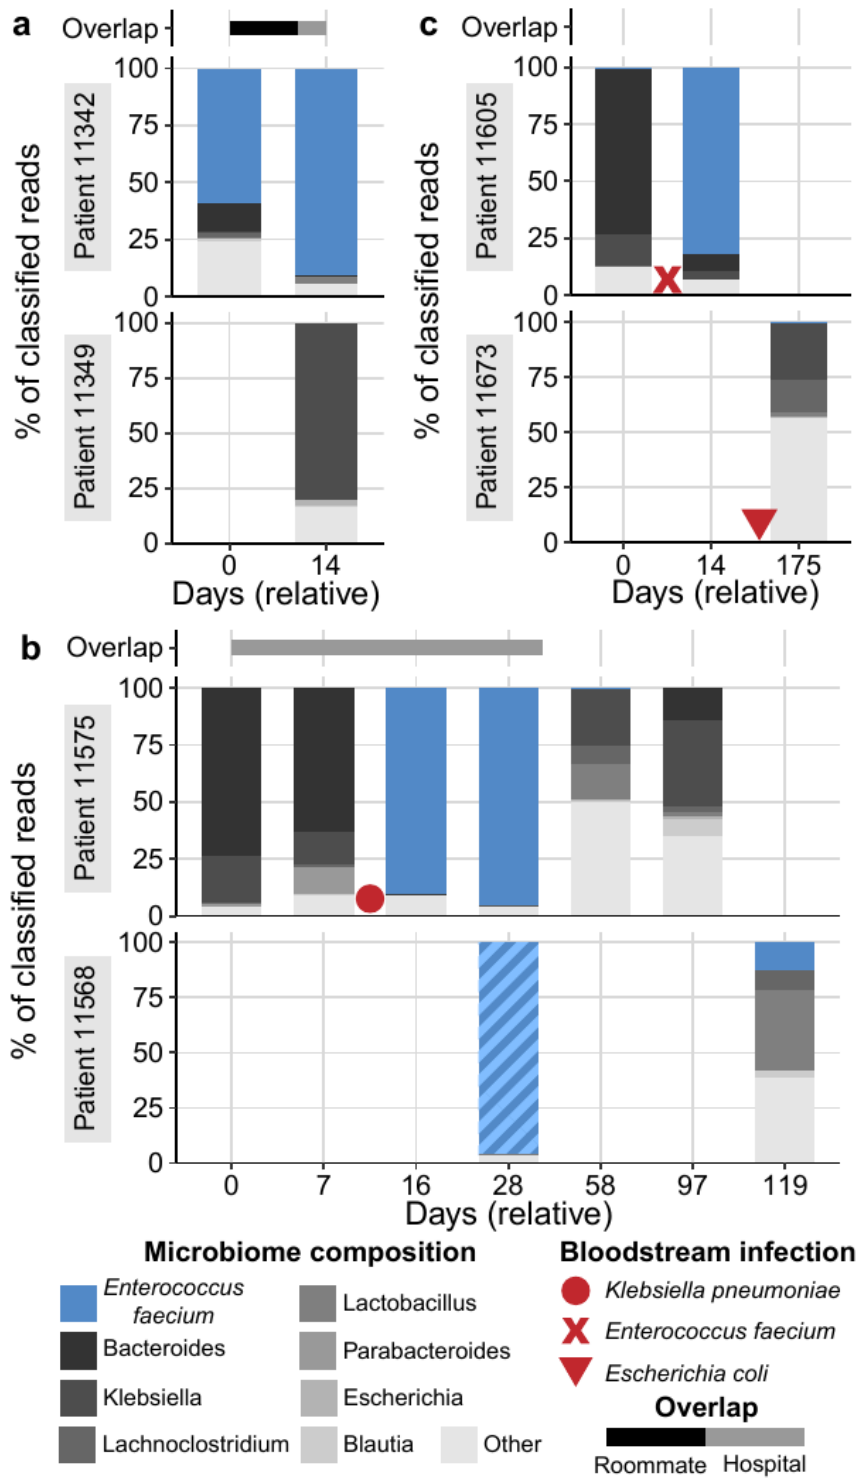 a
Overlap
% of classified reads
Patient 11342
100
75
50
25
0
Patient 11349
100
75
50
25
0
0 14
Days (relative)
c
Overlap
% of classified reads
Patient 11605
100
75
50
25
0
Patient 11673
100
75
50
25
0
0 14 175
Days (relative)
b
Overlap
% of classified reads
Patient 11575
100
75
50
25
0
Patient 11568
100
75
50
25
0
0 7 16 28 58 97 119
Days (relative)
Microbiome composition
Enterococcus
faecium
Bacteroides
Klebsiella
Lachnoclostridium
Lactobacillus
Parabacteroides
Escherichia
Blautia
Other
Bloodstream infection
Klebsiella pneumoniae
Enterococcus faecium
Escherichia coli
Overlap
Roommate Hospital